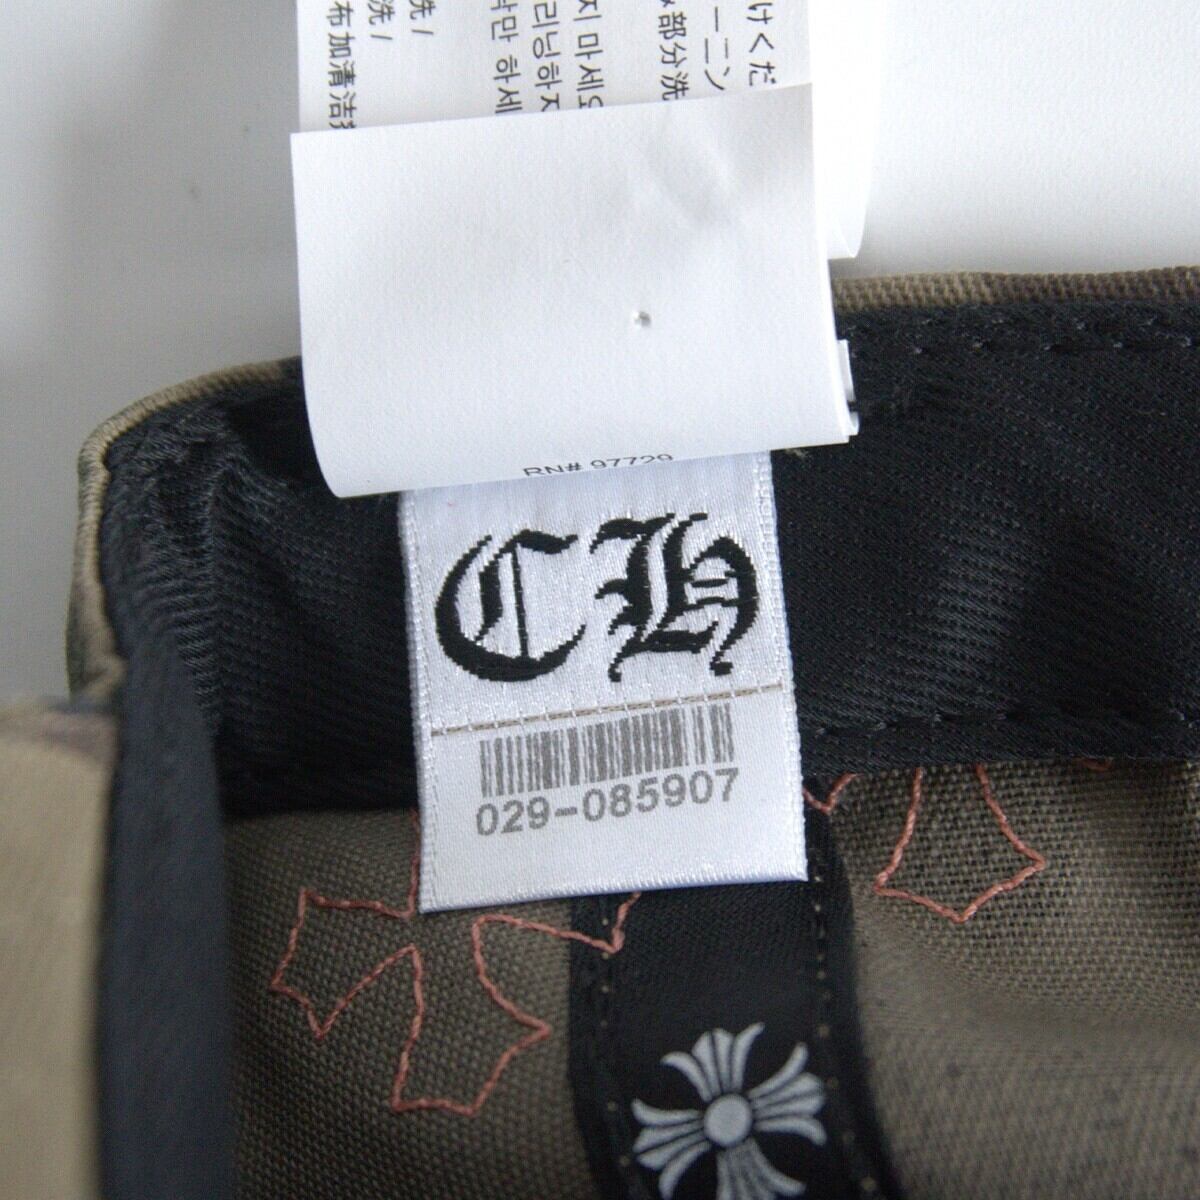 洗 /
洗 /
布加清洁
지 마세요
리닝하지
만 하세
けくだ
ーニン
部分洗
RN# 97729
CH
029-085907